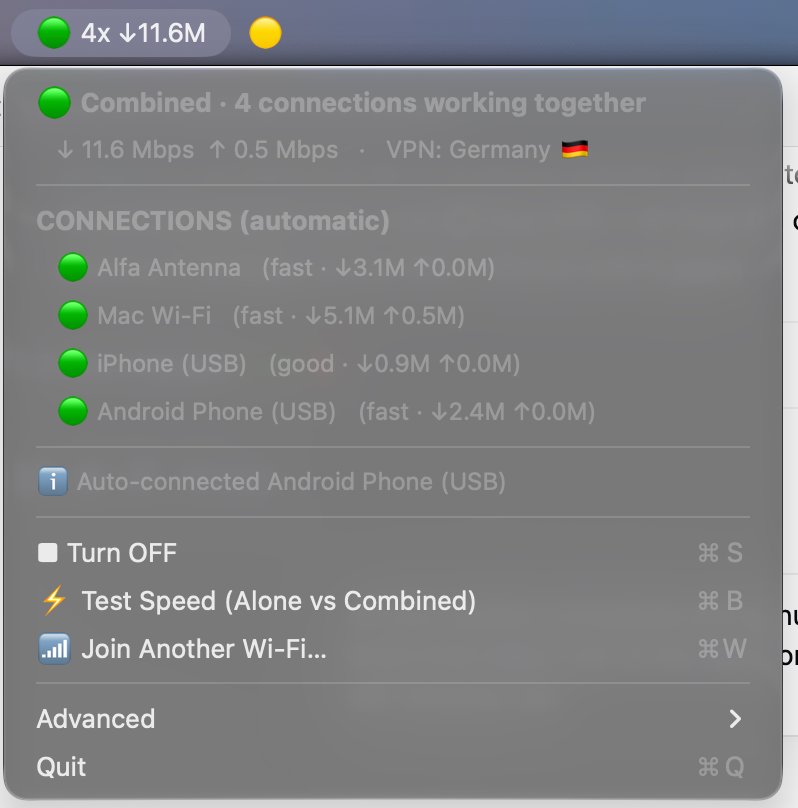 4x ↓11.6M
Combined · 4 connections working together
↓ 11.6 Mbps ↑ 0.5 Mbps · VPN: Germany
CONNECTIONS (automatic)
Alfa Antenna (fast · ↓3.1M ↑0.0M)
Mac Wi-Fi (fast · ↓5.1M ↑0.5M)
iPhone (USB) (good · ↓0.9M ↑0.0M)
Android Phone (USB) (fast · ↓2.4M ↑0.0M)
Auto-connected Android Phone (USB)
Turn OFF ⌘ S
Test Speed (Alone vs Combined) ⌘ B
Join Another Wi-Fi... ⌘ W
Advanced
Quit ⌘ Q